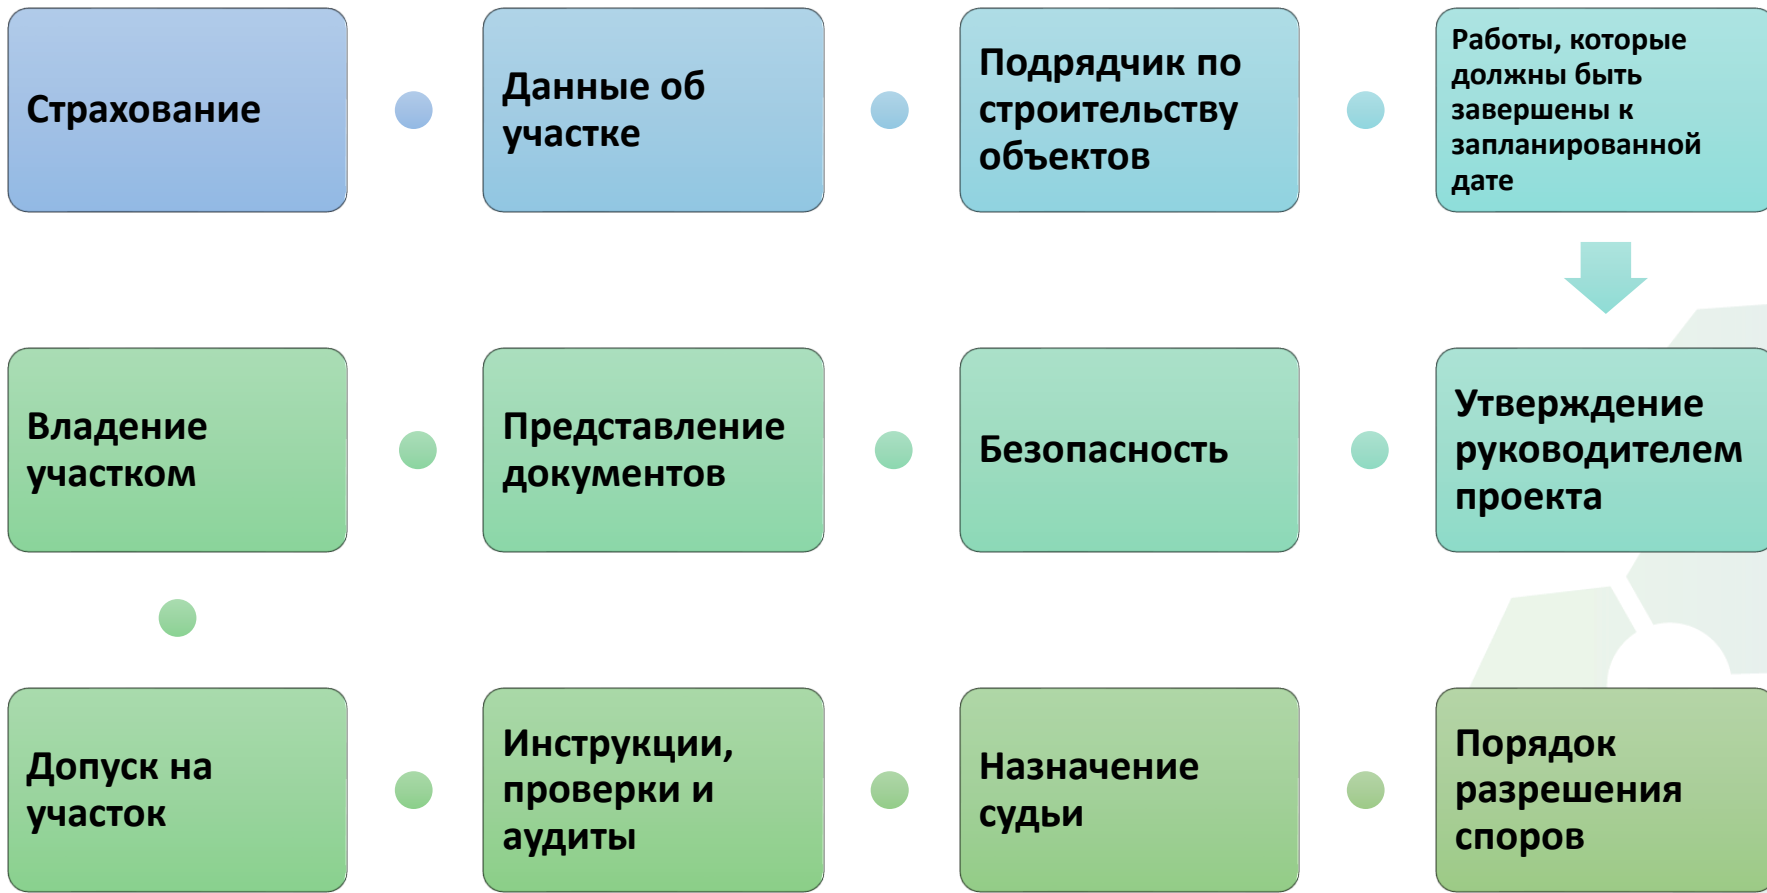 Страхование
Данные об
участке
Подрядчик по
строительству
объектов
Работы, которые
должны быть
завершены к
запланированной
дате
Владение
участком
Представление
документов
Безопасность
Утверждение
руководителем
проекта
Допуск на
участок
Инструкции,
проверки и
аудиты
Назначение
судьи
Порядок
разрешения
споров